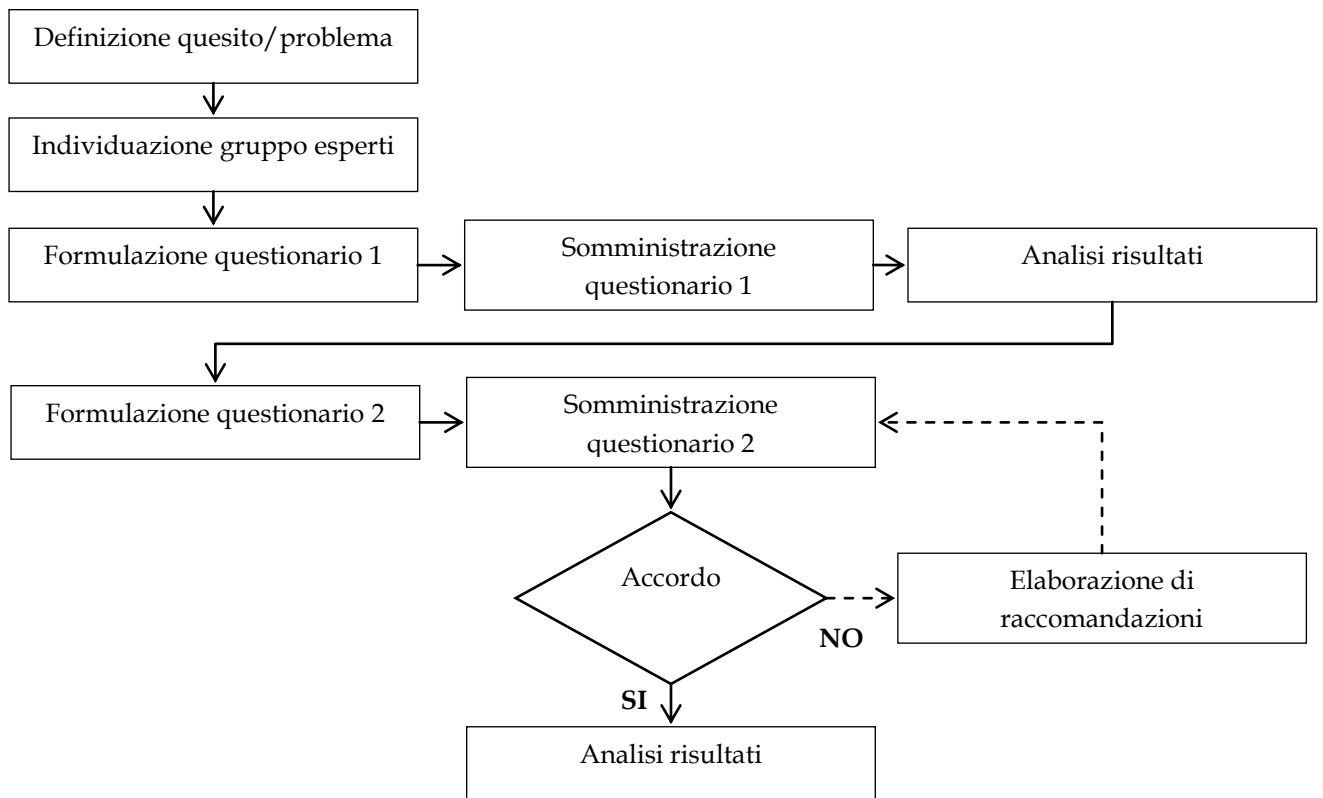 Definizione quesito/problema
Individuazione gruppo esperti
Formulazione questionario 1
Somministrazione
questionario 1
Analisi risultati
Formulazione questionario 2
Somministrazione
questionario 2
Accordo
NO
Elaborazione di
raccomandazioni
SI
Analisi risultati